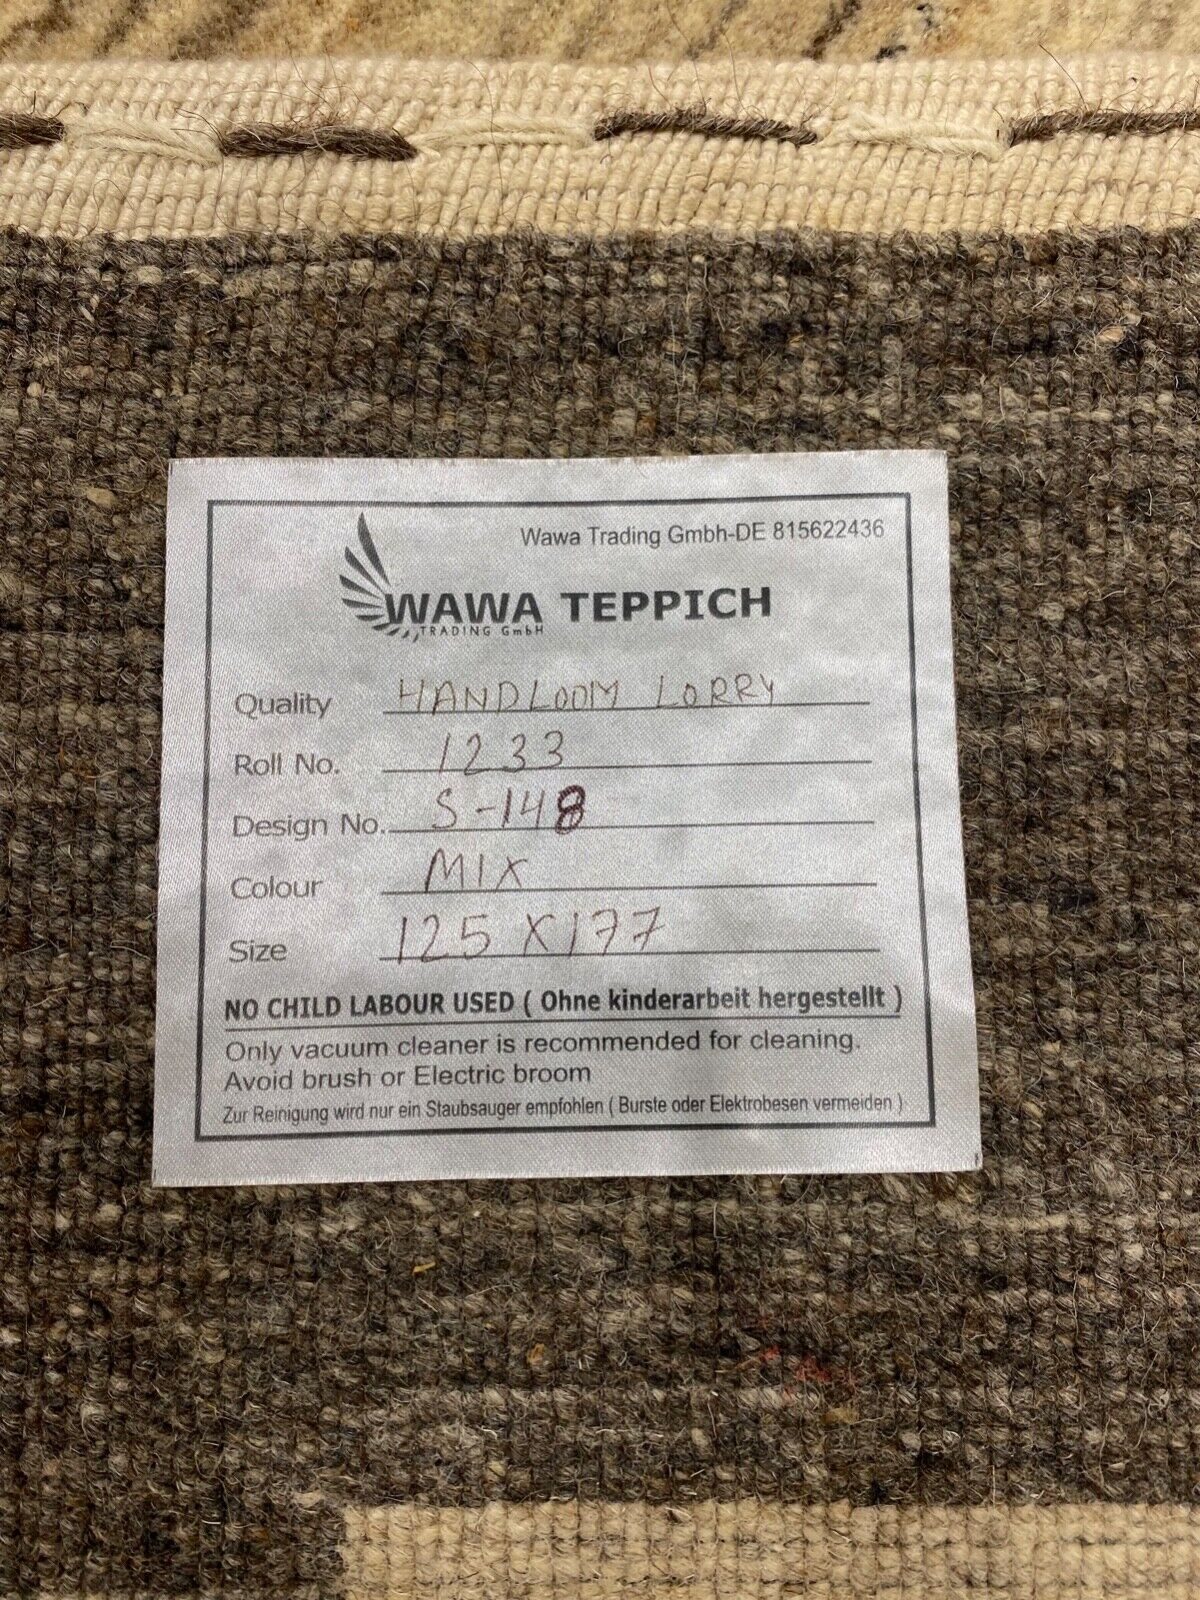 Wawa Trading Gmbh-DE 815622436
WAWA TEPPICH
TRADING GmbH
Quality HANDLOOM LORRY
Roll No. 1233
Design No. S-148
Colour MIX
Size 125 X 177
NO CHILD LABOUR USED ( Ohne kinderarbeit hergestellt )
Only vacuum cleaner is recommended for cleaning.
Avoid brush or Electric broom
Zur Reinigung wird nur ein Staubsauger empfohlen ( Burste oder Elektrobesen vermeiden )